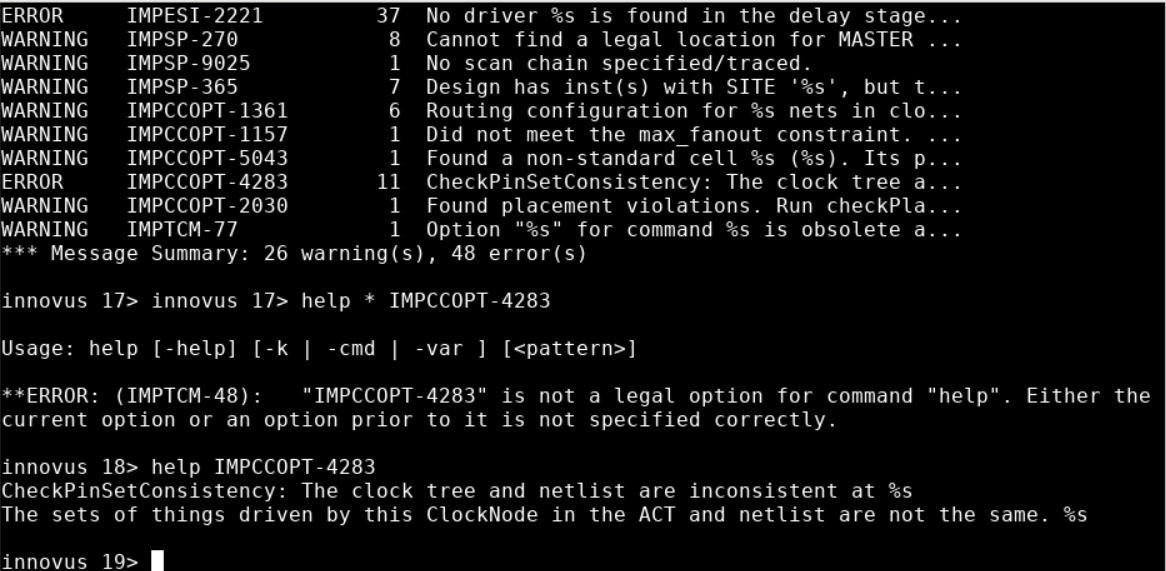 ERROR IMPESI-2221 37 No driver %s is found in the delay stage...
WARNING IMPSP-270 8 Cannot find a legal location for MASTER ...
WARNING IMPSP-9025 1 No scan chain specified/traced.
WARNING IMPSP-365 7 Design has inst(s) with SITE '%s', but t...
WARNING IMPCCOPT-1361 6 Routing configuration for %s nets in clo...
WARNING IMPCCOPT-1157 1 Did not meet the max_fanout constraint. ...
WARNING IMPCCOPT-5043 1 Found a non-standard cell %s (%s). Its p...
ERROR IMPCCOPT-4283 11 CheckPinSetConsistency: The clock tree a...
WARNING IMPCCOPT-2030 1 Found placement violations. Run checkPla...
WARNING IMPTCM-77 1 Option "%s" for command %s is obsolete a...
*** Message Summary: 26 warning(s), 48 error(s)
innovus 17> innovus 17> help * IMPCCOPT-4283
Usage: help [-help] [-k | -cmd | -var ] [<pattern>]
**ERROR: (IMPTCM-48): "IMPCCOPT-4283" is not a legal option for command "help". Either the
current option or an option prior to it is not specified correctly.
innovus 18> help IMPCCOPT-4283
CheckPinSetConsistency: The clock tree and netlist are inconsistent at %s
The sets of things driven by this ClockNode in the ACT and netlist are not the same. %s
innovus 19>